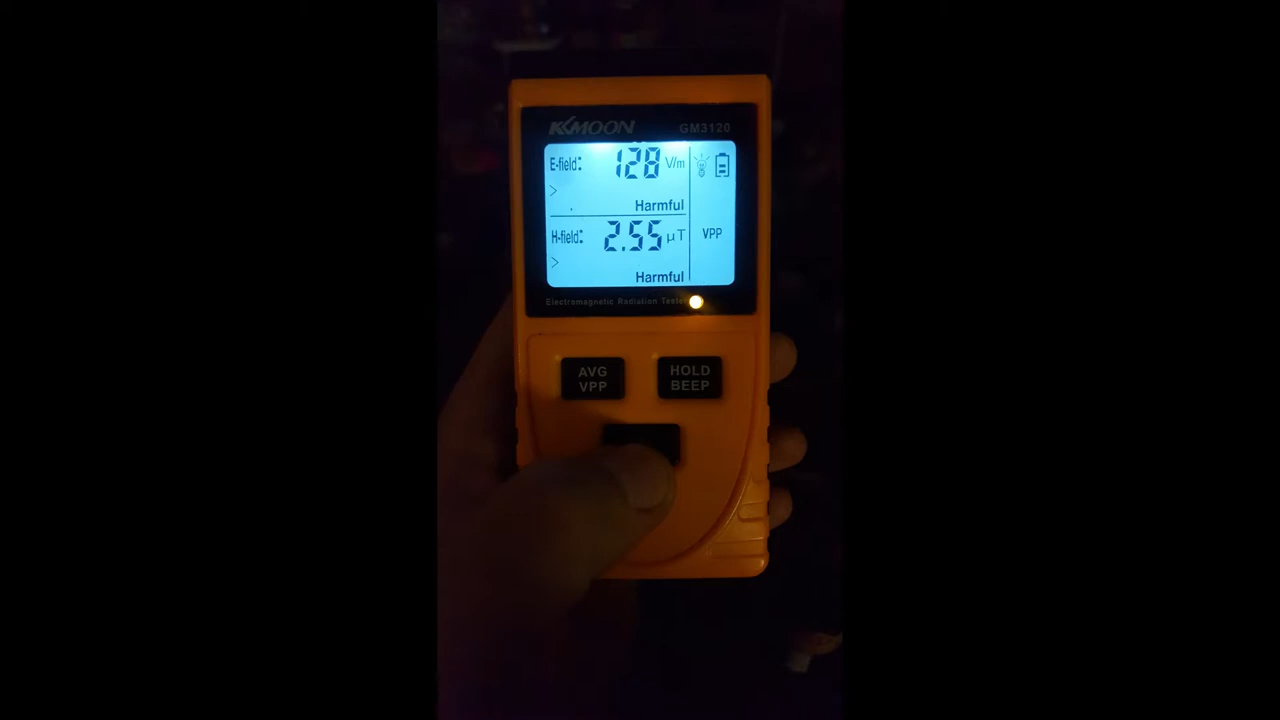 KKMOON GM3120
E-field: 128 V/m
>
Harmful
H-field: 2.55 µT
>
Harmful
VPP
Electromagnetic Radiation Tester
AVG
VPP
HOLD
BEEP